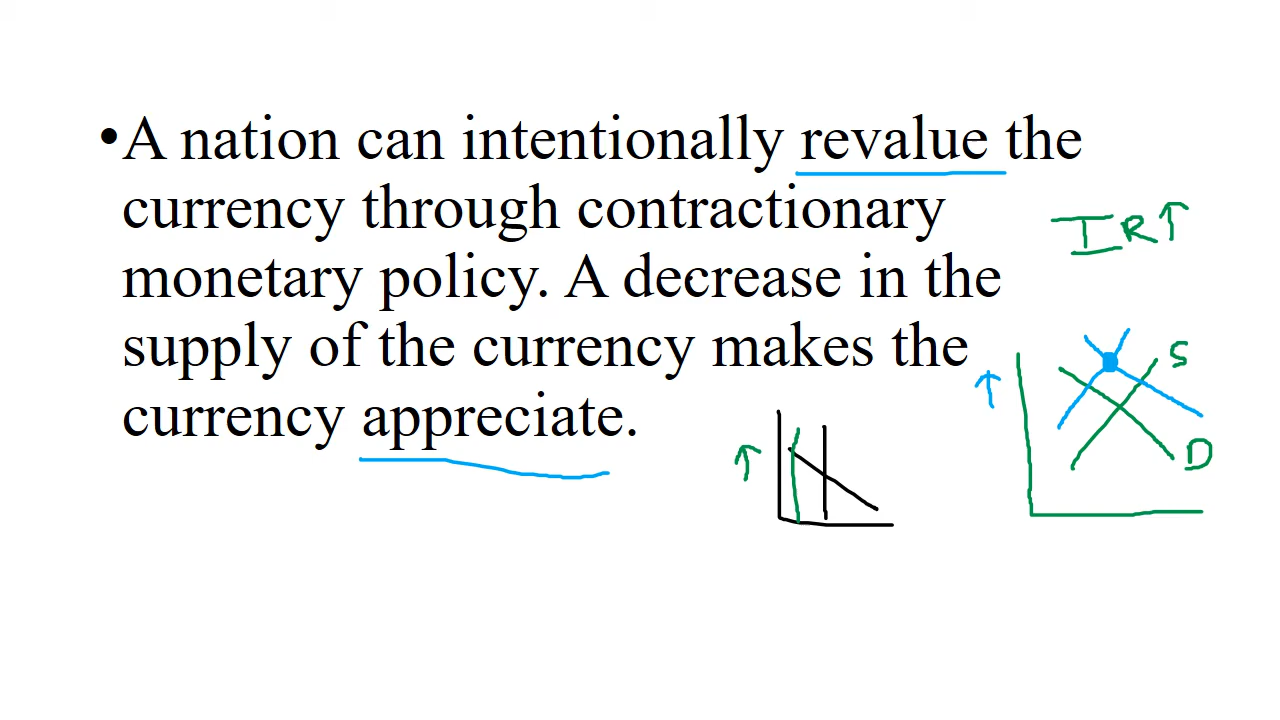 •A nation can intentionally revalue the
currency through contractionary
monetary policy. A decrease in the
supply of the currency makes the
currency appreciate.
IR↑
S
D
↑
↑